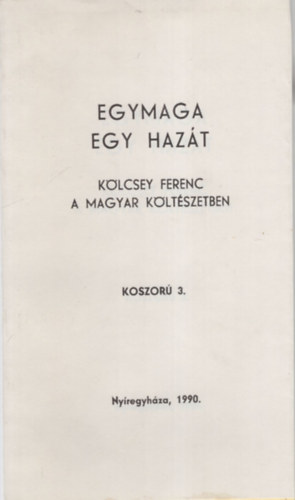 EGYMAGA
EGY HAZÁT
KÖLCSEY FERENC
A MAGYAR KÖLTÉSZETBEN
KOSZORÚ 3.
Nyíregyháza, 1990.